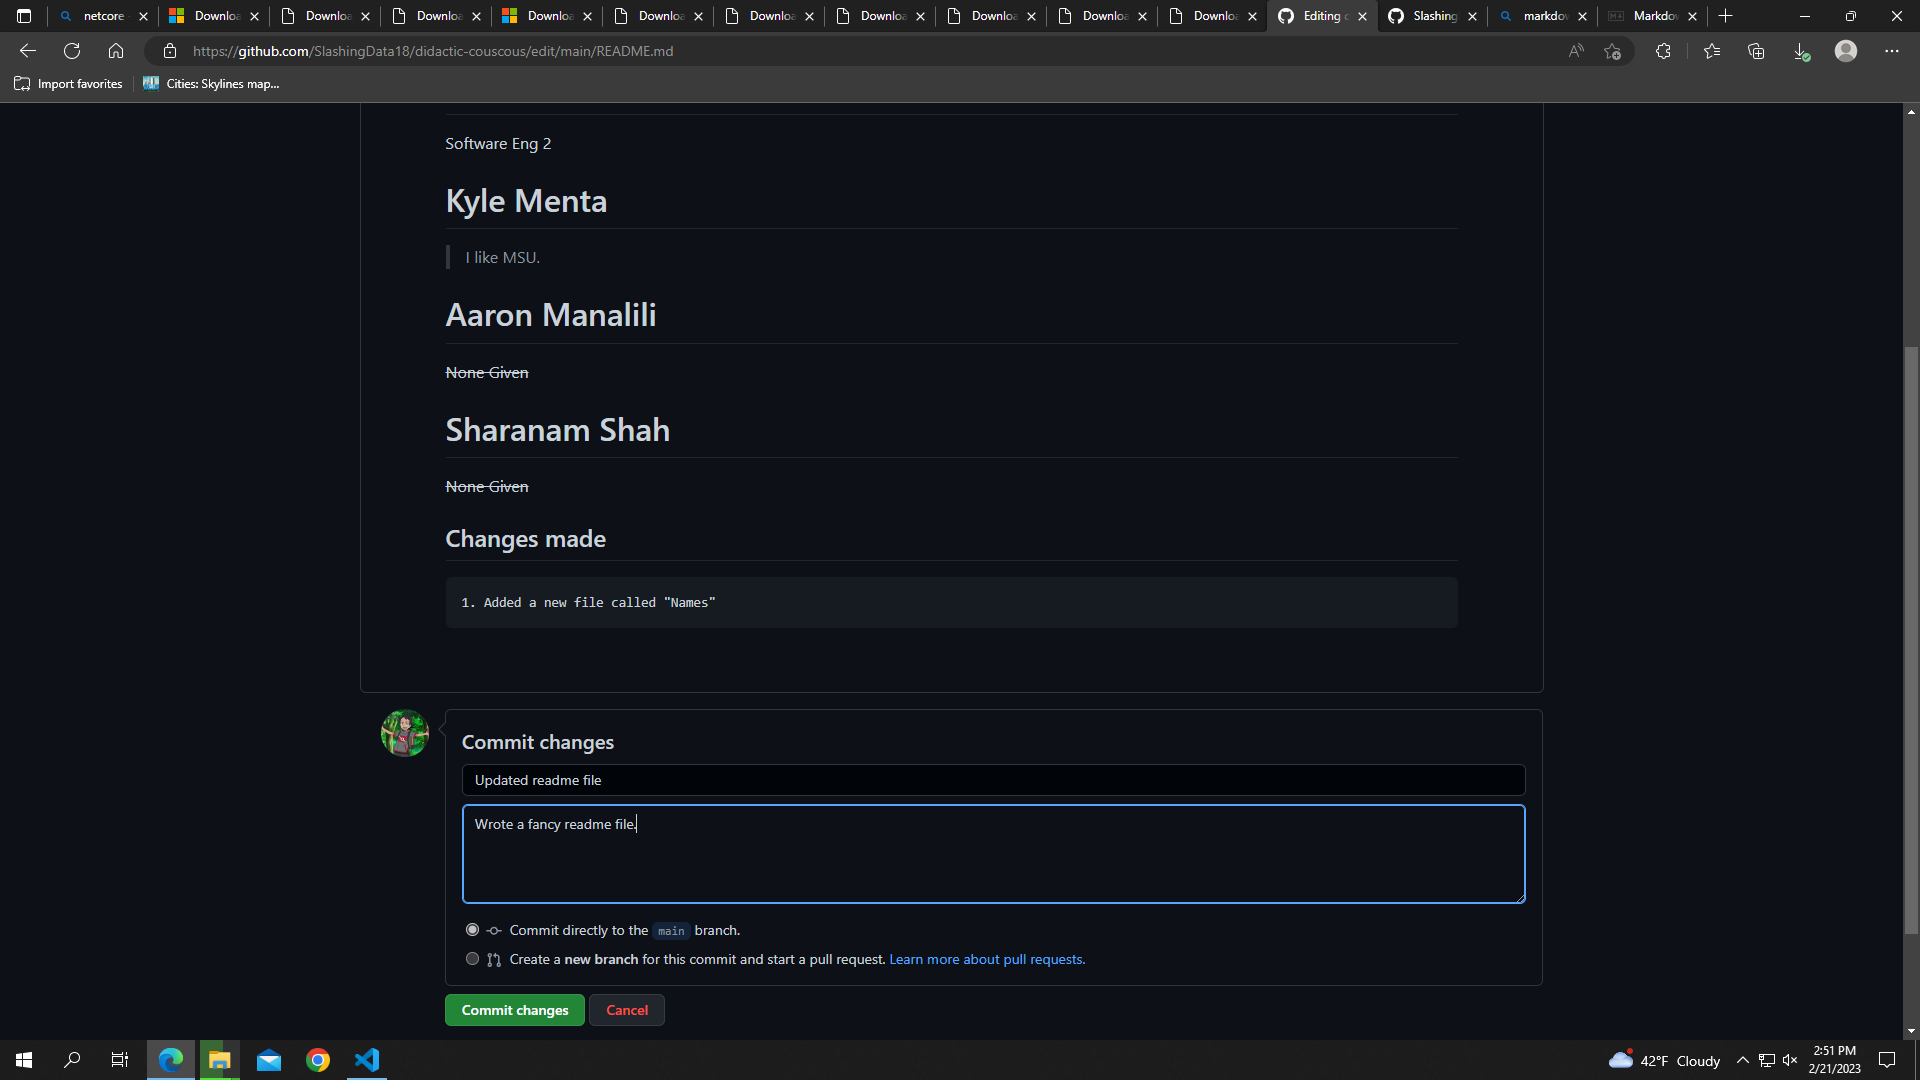 netcore
Downloa
Downloa
Downloa
Downloa
Downloa
Downloa
Downloa
Downloa
Downloa
Downloa
Editing
Slashing
markdow
Markdow
https://github.com/SlashingData18/didactic-couscous/edit/main/README.md
Import favorites
Cities: Skylines map...
Software Eng 2
Kyle Menta
I like MSU.
Aaron Manalili
None Given
Sharanam Shah
None Given
Changes made
1. Added a new file called "Names"
Commit changes
Updated readme file
Wrote a fancy readme file.
Commit directly to the main branch.
Create a new branch for this commit and start a pull request. Learn more about pull requests.
Commit changes
Cancel
42°F Cloudy
2:51 PM
2/21/2023